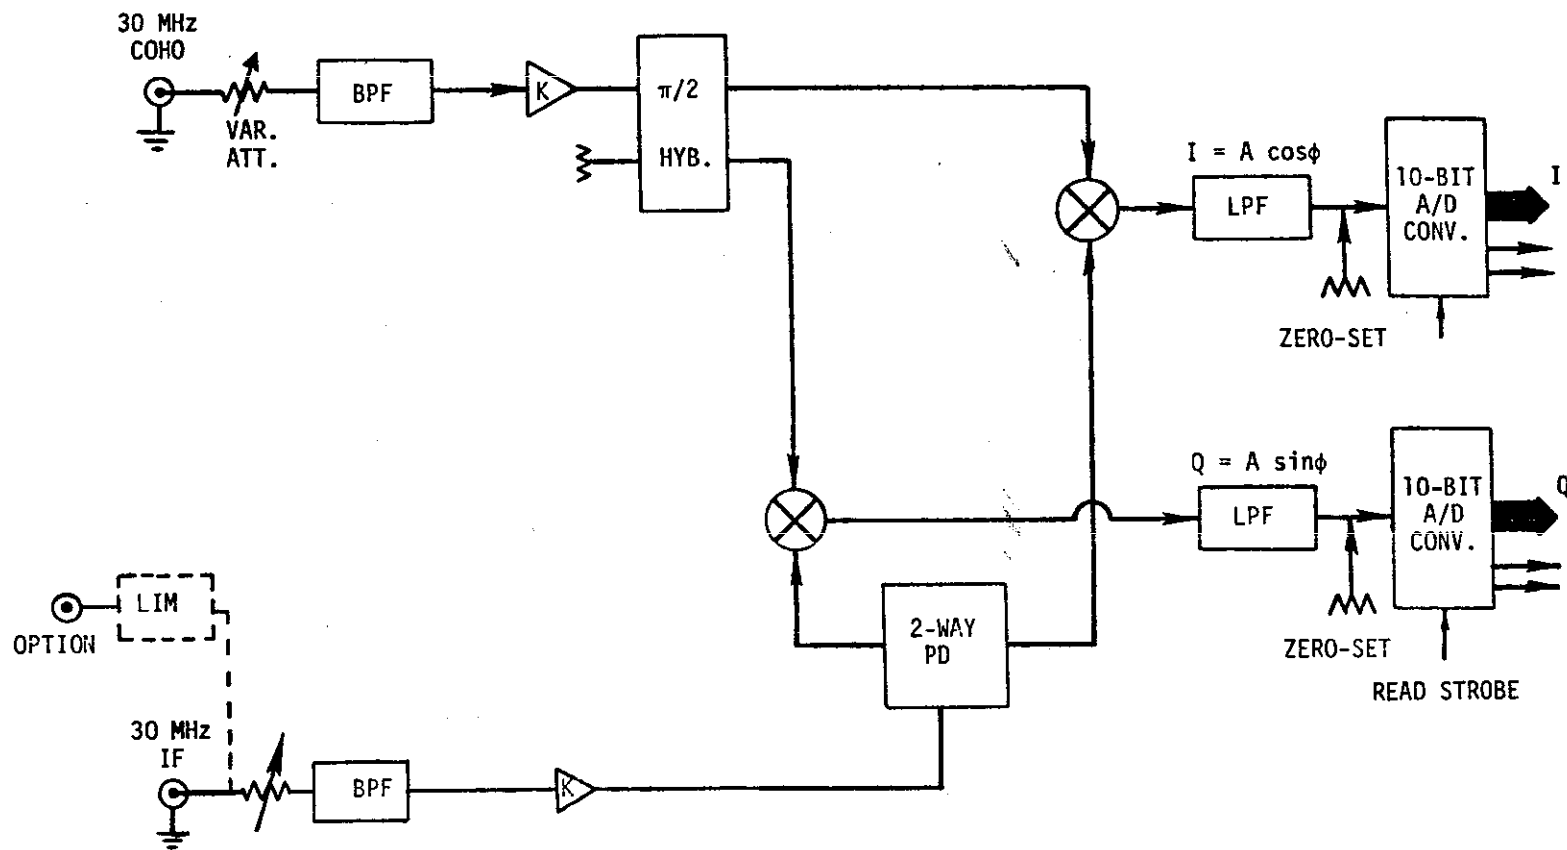 30 MHz
COHO
VAR.
ATT.
BPF
K
π/2
HYB.
I = A cosϕ
LPF
10-BIT
A/D
CONV.
I
ZERO-SET
Q = A sinϕ
LPF
10-BIT
A/D
CONV.
Q
ZERO-SET
READ STROBE
LIM
OPTION
2-WAY
PD
30 MHz
IF
BPF
K